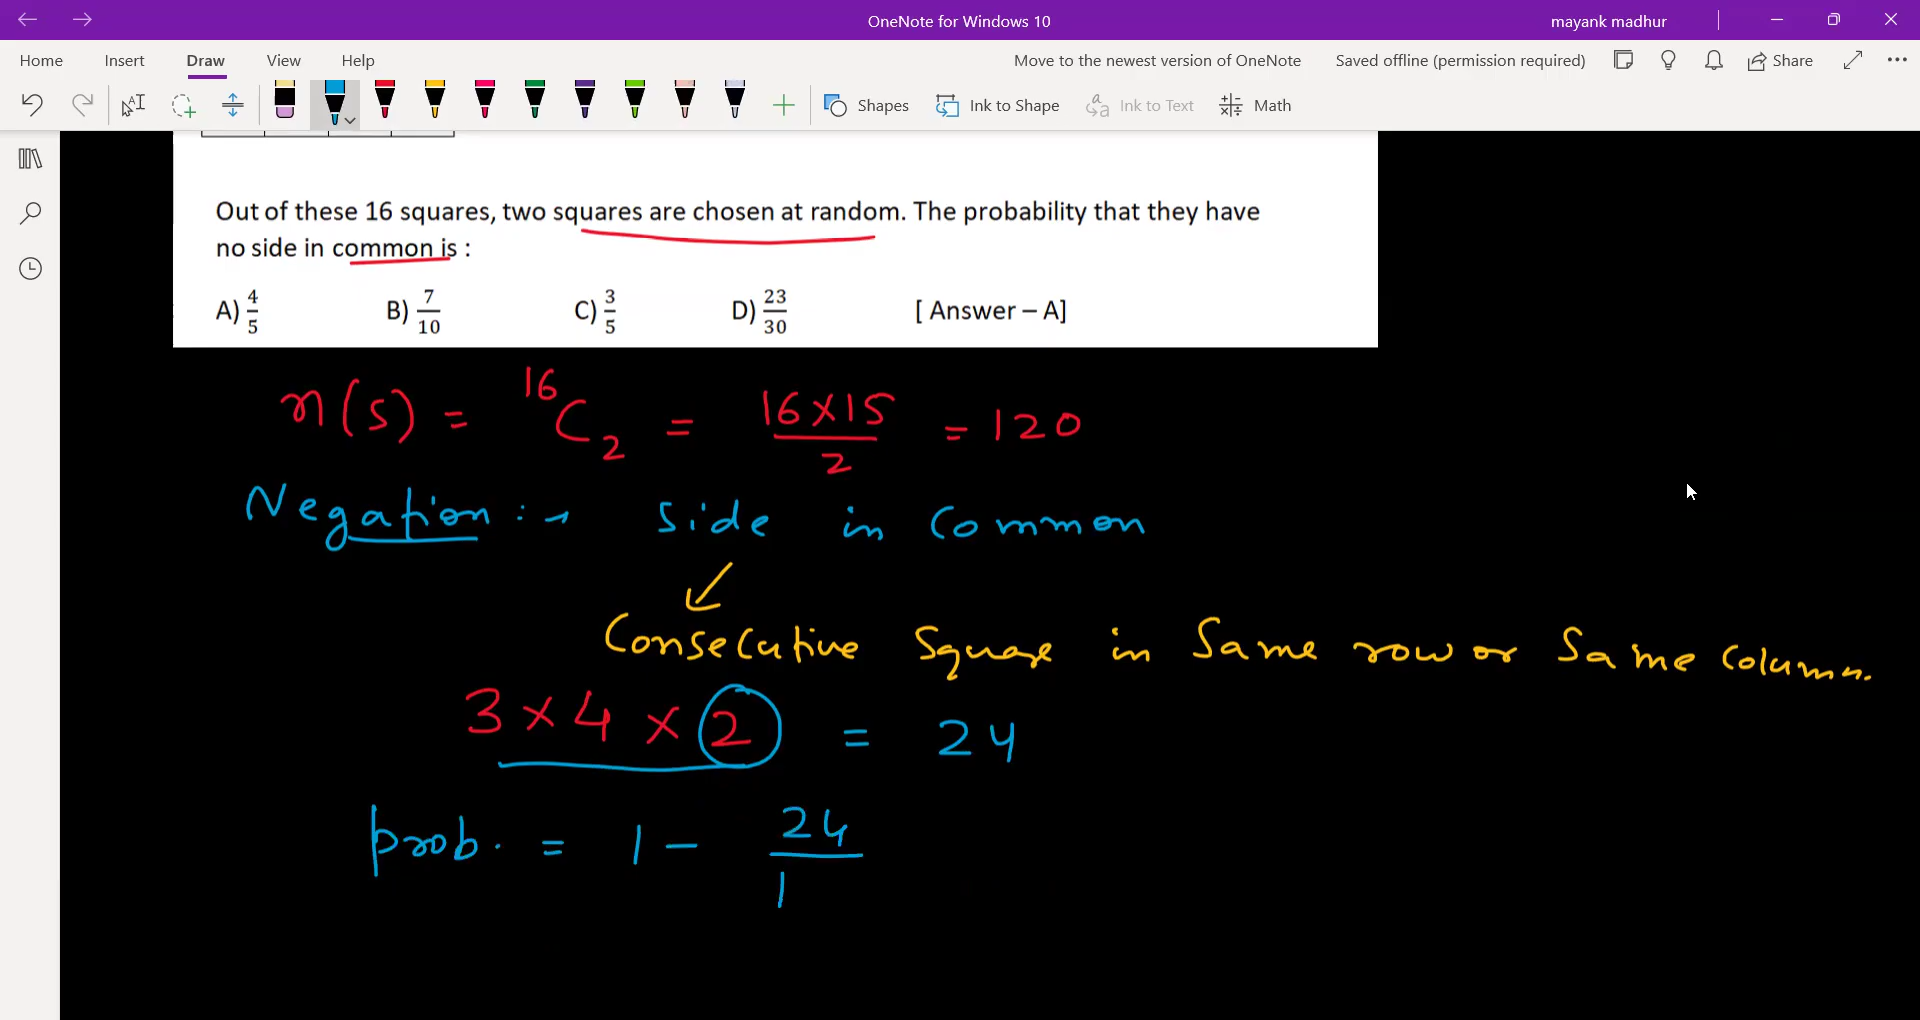 OneNote for Windows 10
mayank madhur
Home Insert Draw View Help
Move to the newest version of OneNote Saved offline (permission required) Share
Shapes Ink to Shape Ink to Text Math
Out of these 16 squares, two squares are chosen at random. The probability that they have
no side in common is :
A) 4/5 B) 7/10 C) 3/5 D) 23/30 [ Answer – A]
n(s) = ¹⁶C₂ = 16×15/2 = 120
Negation :→ Side in Common
Consecutive Square in Same row or Same Column.
3 × 4 × 2 = 24
prob. = 1 - 24/1